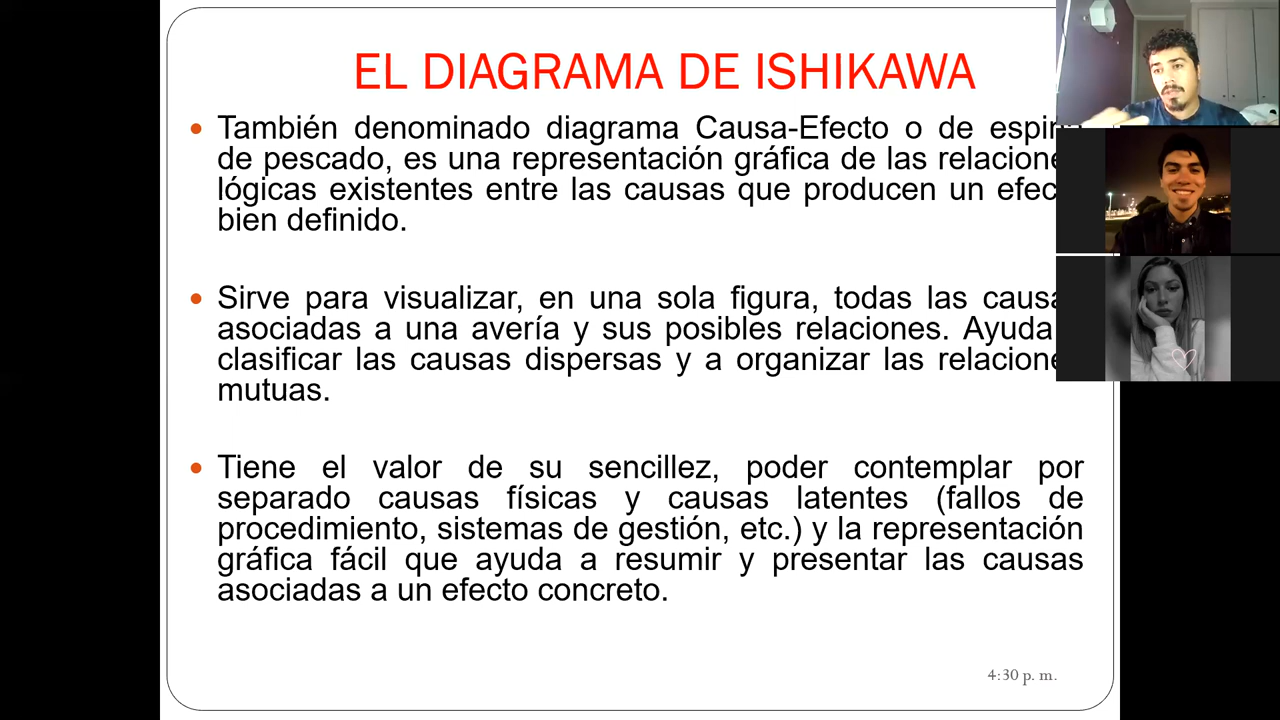 EL DIAGRAMA DE ISHIKAWA
También denominado diagrama Causa-Efecto o de
de pescado, es una representación gráfica de las
lógicas existentes entre las causas que producen un
bien definido.
Sirve para visualizar, en una sola figura, todas las
asociadas a una avería y sus posibles relaciones. Ayuda
clasificar las causas dispersas y a organizar las
mutuas.
Tiene el valor de su sencillez, poder contemplar por
separado causas físicas y causas latentes (fallos de
procedimiento, sistemas de gestión, etc.) y la representación
gráfica fácil que ayuda a resumir y presentar las causas
asociadas a un efecto concreto.
4:30 p. m.